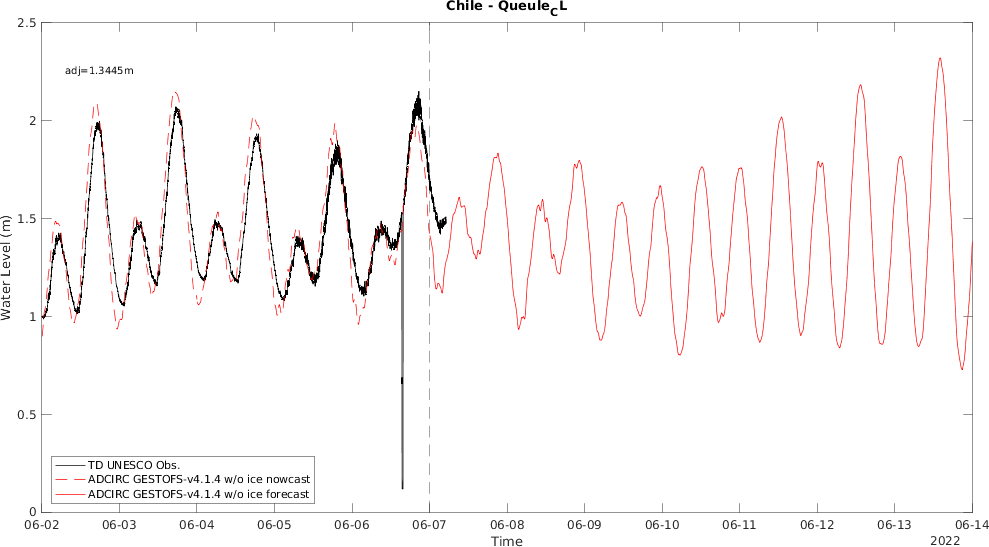 Chile - Queule_CL
adj=1.3445m
2.5
2
1.5
1
0.5
0
Water Level (m)
TD UNESCO Obs.
ADCIRC GESTOFS-v4.1.4 w/o ice nowcast
ADCIRC GESTOFS-v4.1.4 w/o ice forecast
06-02 06-03 06-04 06-05 06-06 06-07 06-08 06-09 06-10 06-11 06-12 06-13 06-14
Time
2022